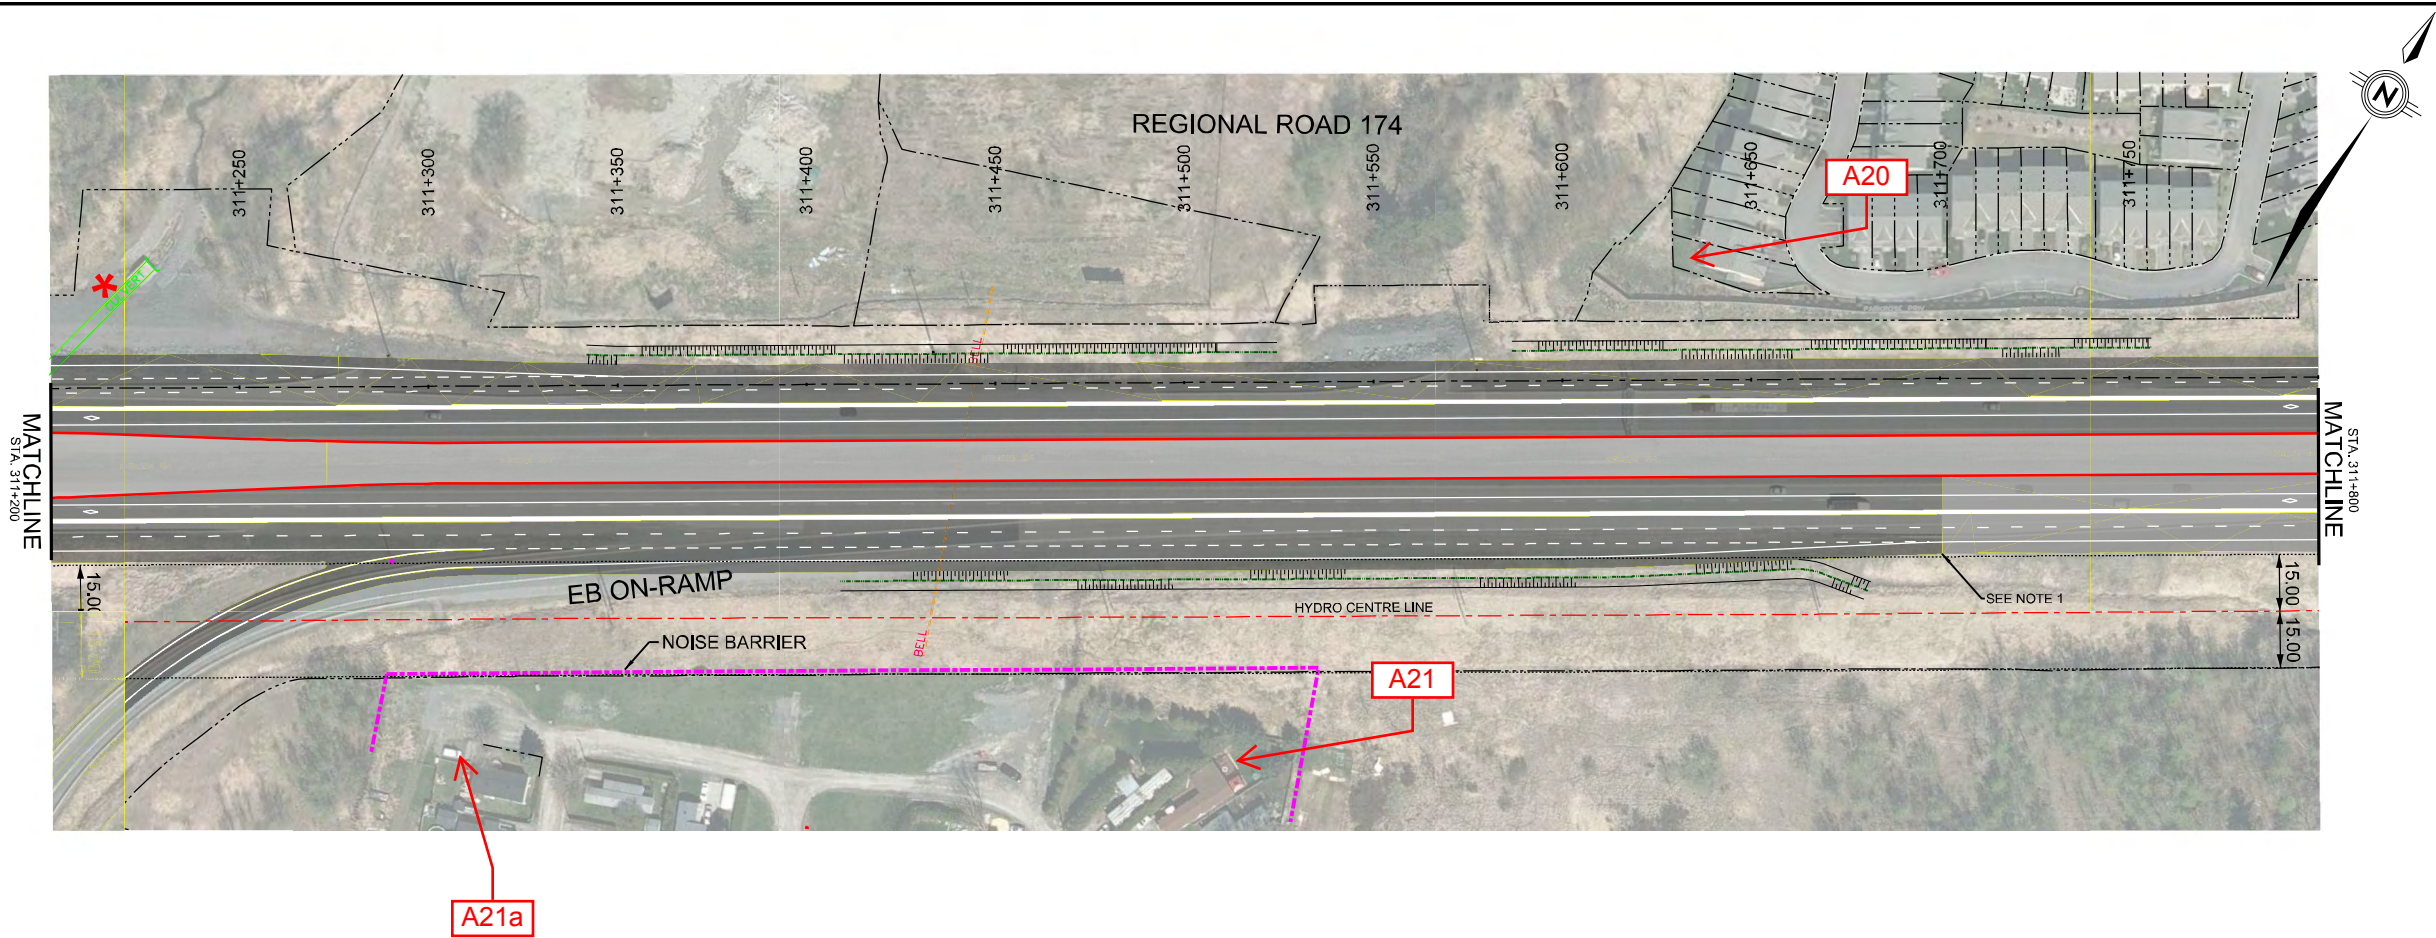 N
REGIONAL ROAD 174
311+250
311+300
311+350
311+400
311+450
311+500
311+550
311+600
311+650
311+700
311+750
A20
CULVERT
BELL
MATCHLINE
STA. 311+200
MATCHLINE
STA. 311+800
15.00
EB ON-RAMP
HYDRO CENTRE LINE
SEE NOTE 1
15.00
15.00
NOISE BARRIER
BELL
A21
A21a